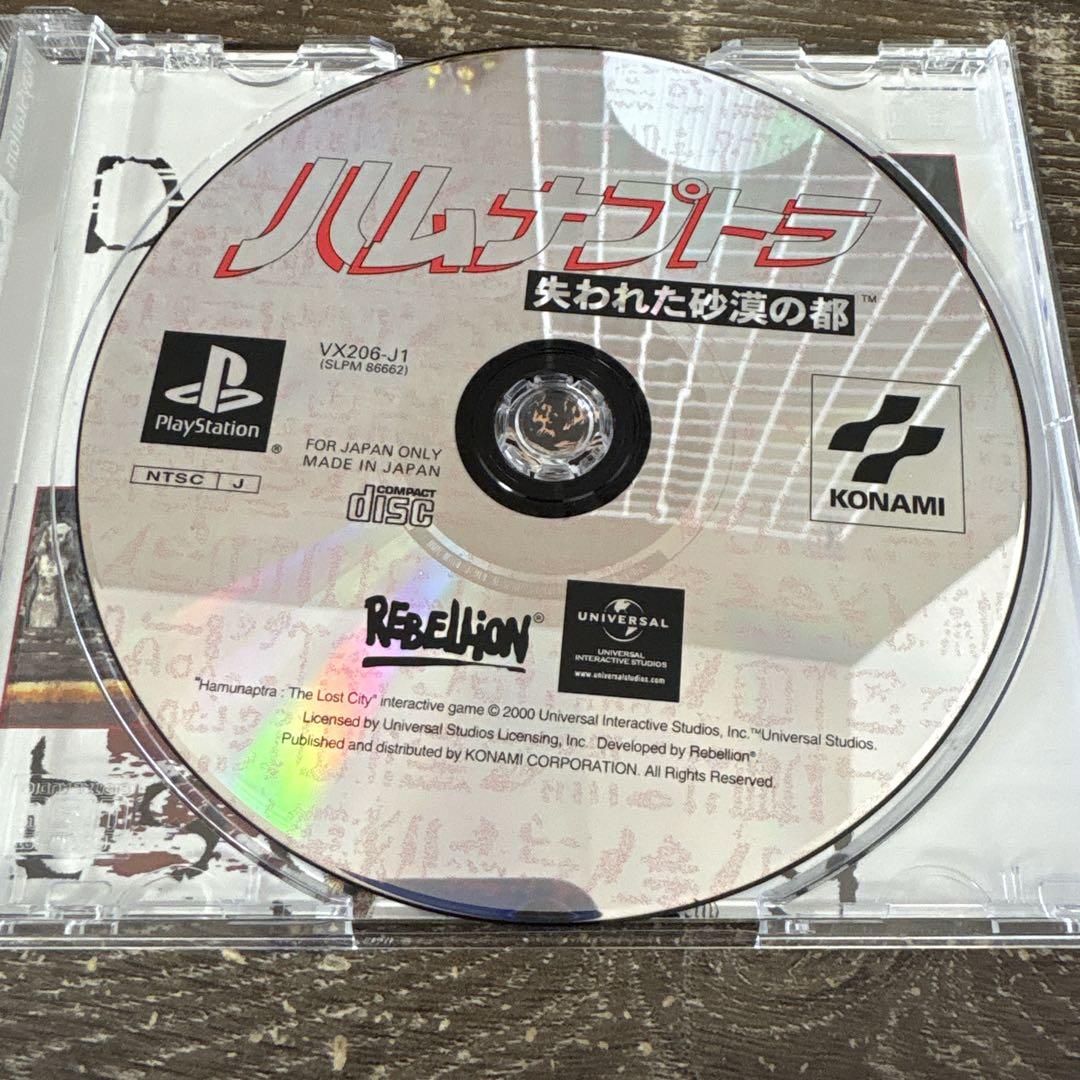 ハムナプトラ
失われた砂漠の都™
VX206-J1
(SLPM 86662)
PlayStation®
NTSC J
FOR JAPAN ONLY
MADE IN JAPAN
COMPACT
disc
KONAMI
REBELLiON®
UNIVERSAL
UNIVERSAL
INTERACTIVE STUDIOS
www.universalstudios.com
"Hamunaptra : The Lost City" interactive game © 2000 Universal Interactive Studios, Inc.™Universal Studios.
Licensed by Universal Studios Licensing, Inc. Developed by Rebellion®.
Published and distributed by KONAMI CORPORATION. All Rights Reserved.